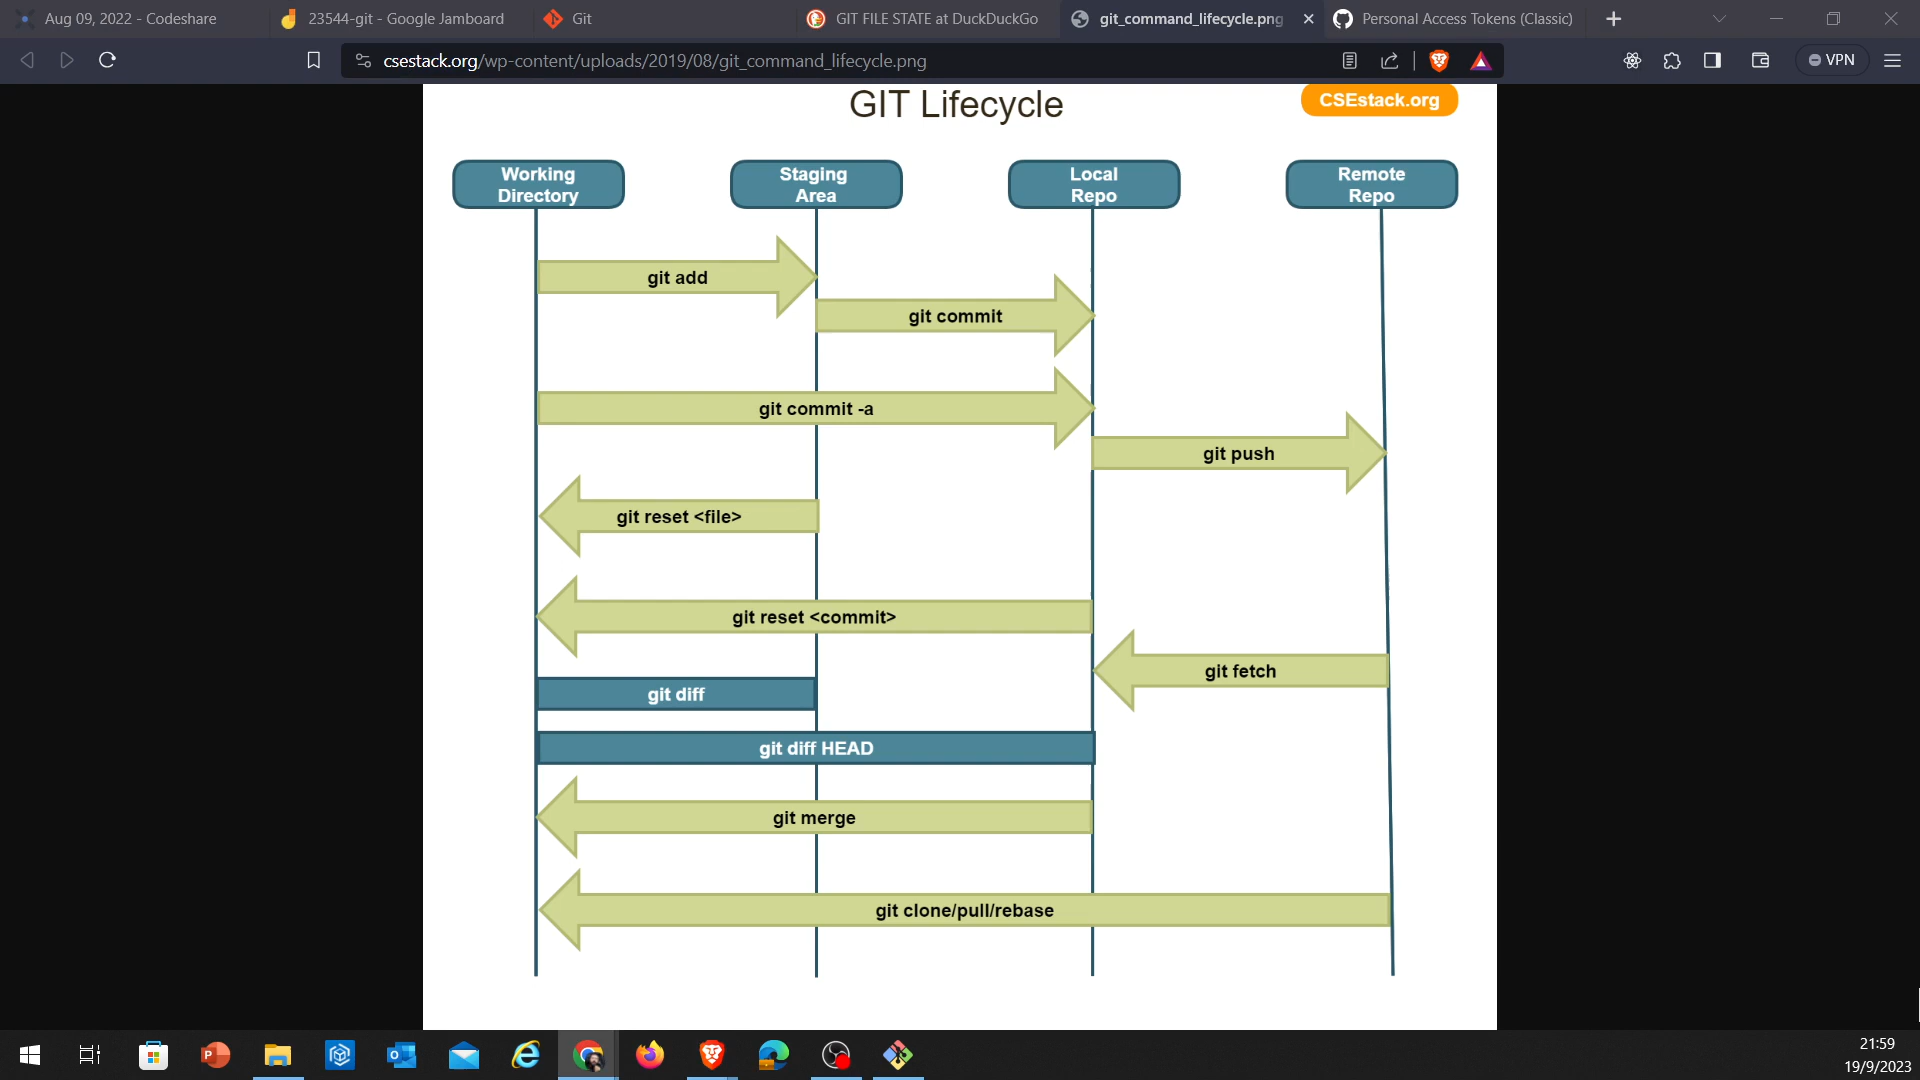 Aug 09, 2022 - Codeshare
23544-git - Google Jamboard
Git
GIT FILE STATE at DuckDuckGo
git_command_lifecycle.png
Personal Access Tokens (Classic)
csestack.org/wp-content/uploads/2019/08/git_command_lifecycle.png
VPN
GIT Lifecycle
CSEstack.org
Working
Directory
Staging
Area
Local
Repo
Remote
Repo
git add
git commit
git commit -a
git push
git reset <file>
git reset <commit>
git fetch
git diff
git diff HEAD
git merge
git clone/pull/rebase
21:59
19/9/2023